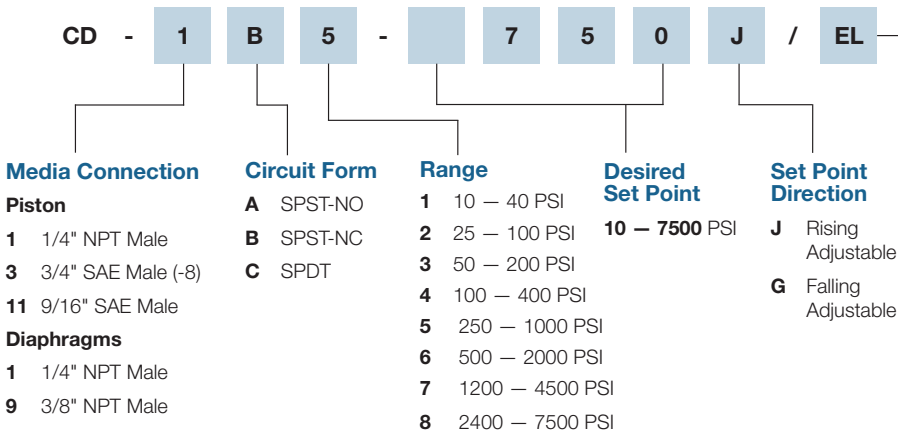 CD - 1 B 5 - 7 5 0 J / EL
Media Connection
Piston
1 1/4" NPT Male
3 3/4" SAE Male (-8)
11 9/16" SAE Male
Diaphragms
1 1/4" NPT Male
9 3/8" NPT Male
Circuit Form
A SPST-NO
B SPST-NC
C SPDT
Range
1 10 — 40 PSI
2 25 — 100 PSI
3 50 — 200 PSI
4 100 — 400 PSI
5 250 — 1000 PSI
6 500 — 2000 PSI
7 1200 — 4500 PSI
8 2400 — 7500 PSI
Desired
Set Point
10 — 7500 PSI
Set Point
Direction
J Rising
Adjustable
G Falling
Adjustable